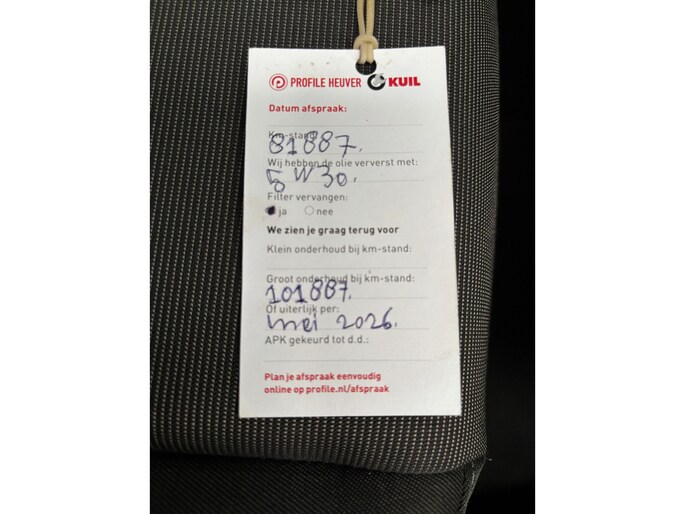 PROFILE HEUVER KUIL
Datum afspraak:
Km-stand:
81887.
Wij hebben de olie ververst met:
5W30.
Filter vervangen:
ja nee
We zien je graag terug voor
Klein onderhoud bij km-stand:
Groot onderhoud bij km-stand:
101887.
Of uiterlijk per:
mei 2026.
APK gekeurd tot d.d.:
Plan je afspraak eenvoudig
online op profile.nl/afspraak